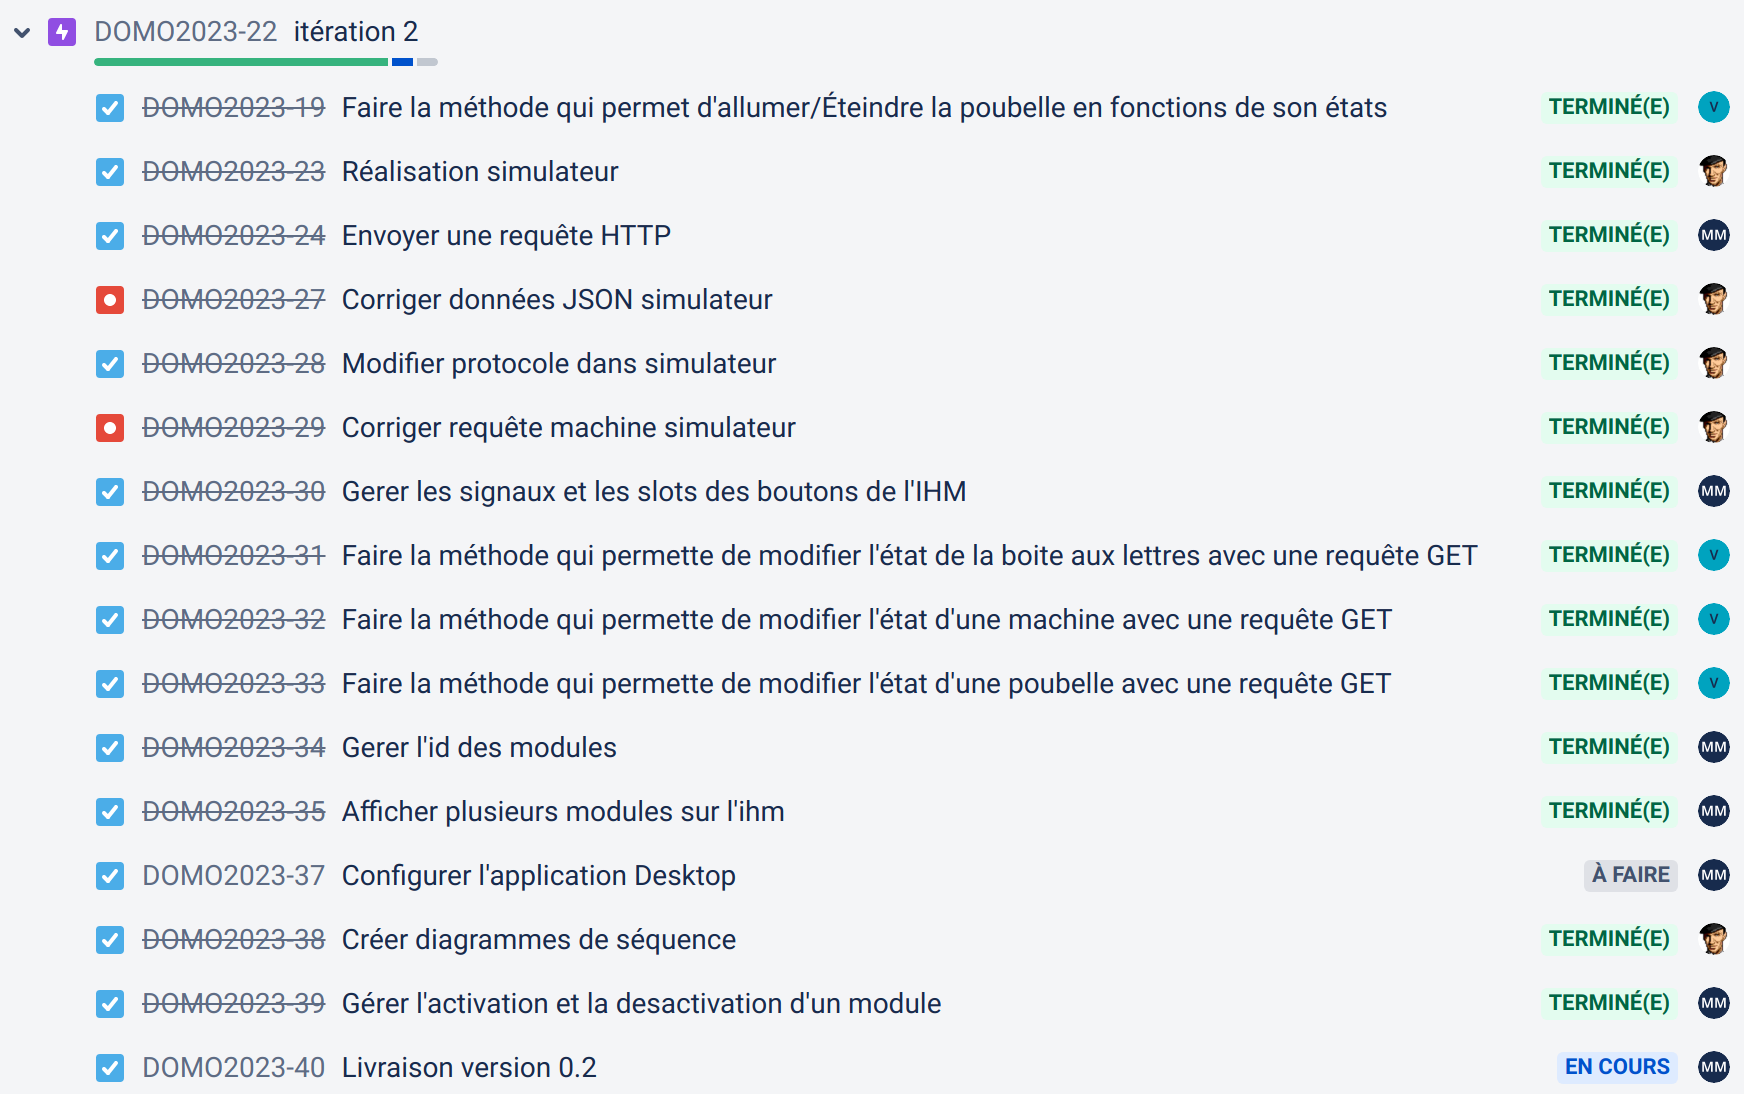 DOMO2023-22 itération 2
DOMO2023-19 Faire la méthode qui permet d'allumer/Éteindre la poubelle en fonctions de son états TERMINÉ(E) V
DOMO2023-23 Réalisation simulateur TERMINÉ(E)
DOMO2023-24 Envoyer une requête HTTP TERMINÉ(E) MM
DOMO2023-27 Corriger données JSON simulateur TERMINÉ(E)
DOMO2023-28 Modifier protocole dans simulateur TERMINÉ(E)
DOMO2023-29 Corriger requête machine simulateur TERMINÉ(E)
DOMO2023-30 Gerer les signaux et les slots des boutons de l'IHM TERMINÉ(E) MM
DOMO2023-31 Faire la méthode qui permette de modifier l'état de la boite aux lettres avec une requête GET TERMINÉ(E) V
DOMO2023-32 Faire la méthode qui permette de modifier l'état d'une machine avec une requête GET TERMINÉ(E) V
DOMO2023-33 Faire la méthode qui permette de modifier l'état d'une poubelle avec une requête GET TERMINÉ(E) V
DOMO2023-34 Gerer l'id des modules TERMINÉ(E) MM
DOMO2023-35 Afficher plusieurs modules sur l'ihm TERMINÉ(E) MM
DOMO2023-37 Configurer l'application Desktop À FAIRE MM
DOMO2023-38 Créer diagrammes de séquence TERMINÉ(E)
DOMO2023-39 Gérer l'activation et la desactivation d'un module TERMINÉ(E) MM
DOMO2023-40 Livraison version 0.2 EN COURS MM